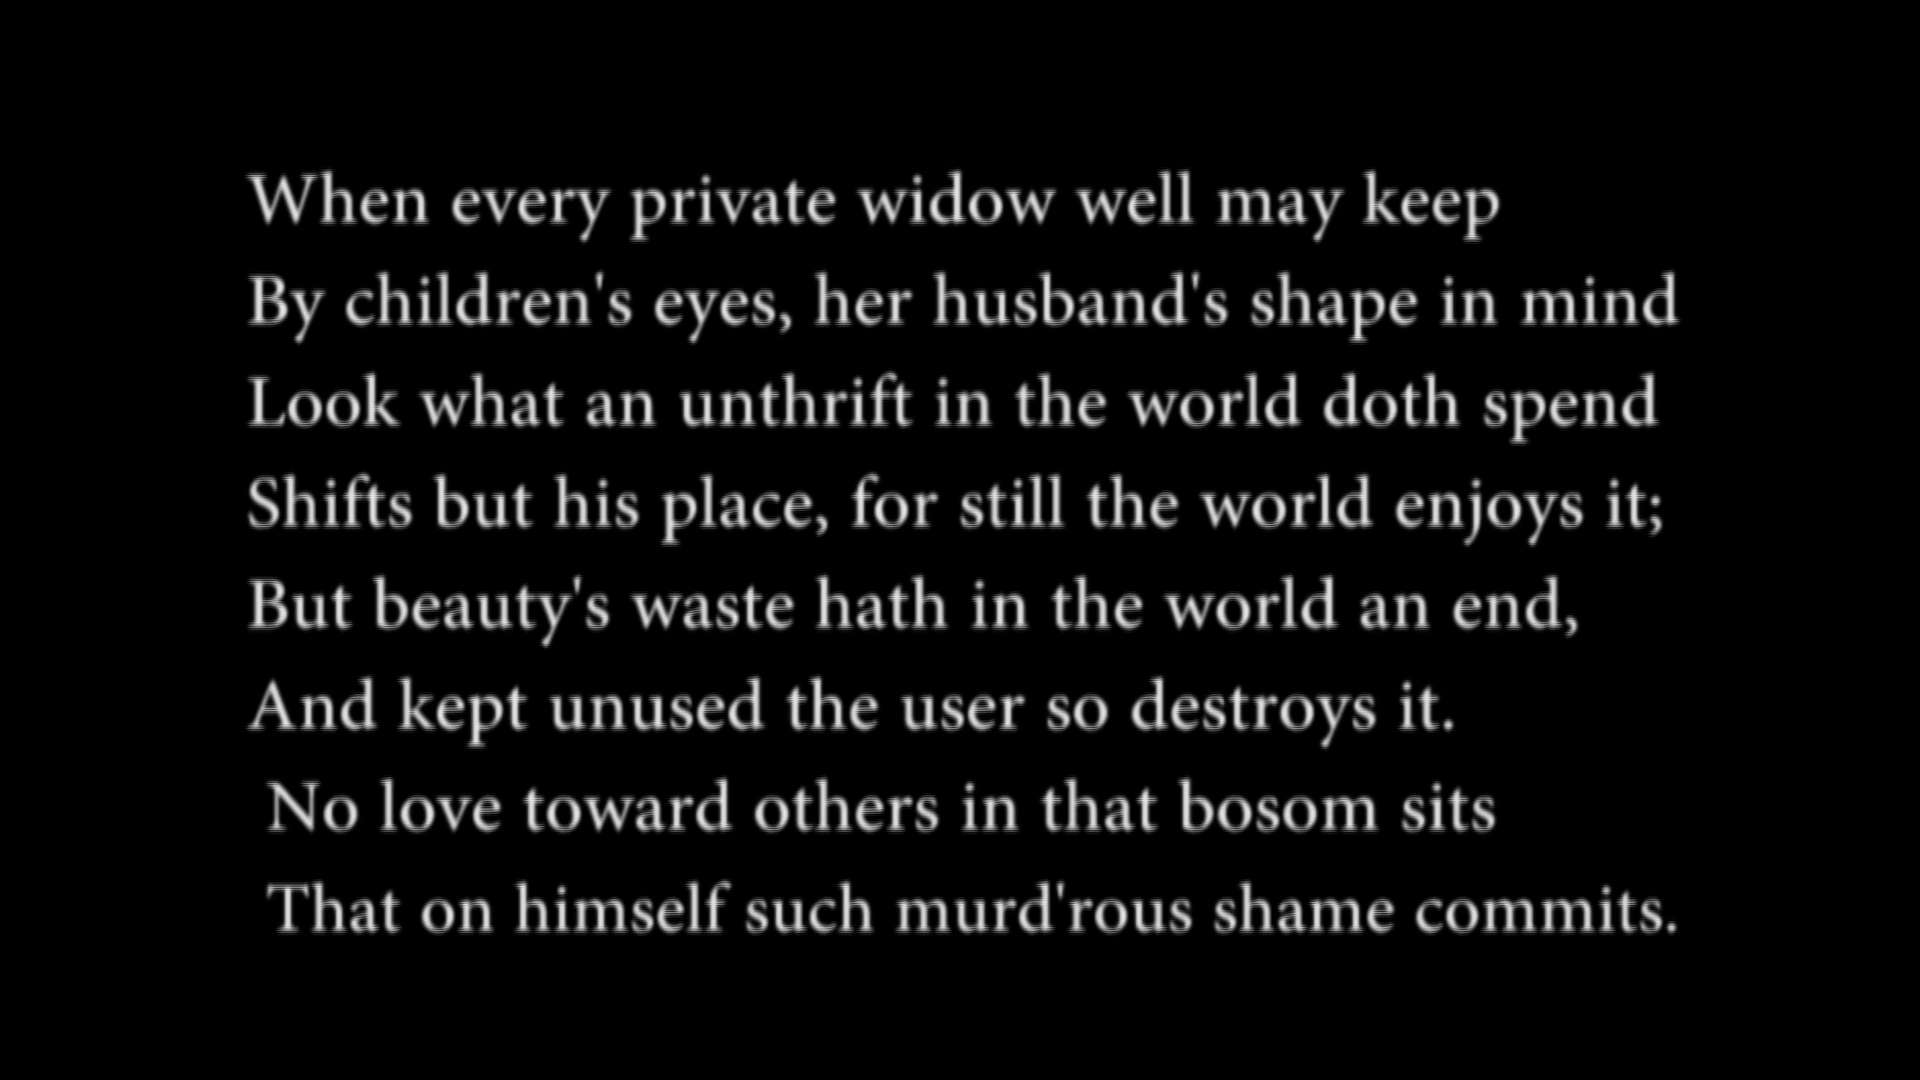 When every private widow well may keep
By children's eyes, her husband's shape in mind
Look what an unthrift in the world doth spend
Shifts but his place, for still the world enjoys it;
But beauty's waste hath in the world an end,
And kept unused the user so destroys it.
No love toward others in that bosom sits
That on himself such murd'rous shame commits.